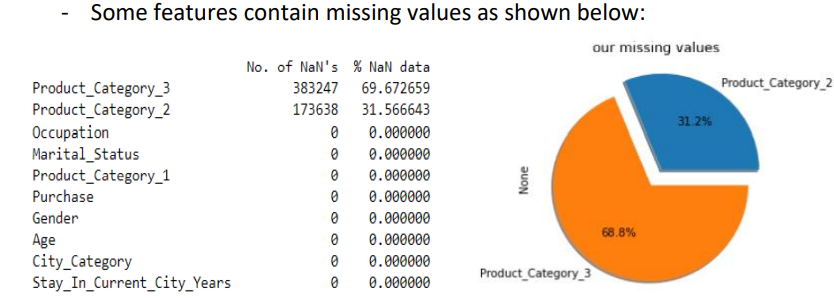 - Some features contain missing values as shown below:
No. of NaN's % NaN data
Product_Category_3 383247 69.672659
Product_Category_2 173638 31.566643
Occupation 0 0.000000
Marital_Status 0 0.000000
Product_Category_1 0 0.000000
Purchase 0 0.000000
Gender 0 0.000000
Age 0 0.000000
City_Category 0 0.000000
Stay_In_Current_City_Years 0 0.000000
our missing values
Product_Category_2
31.2%
None
68.8%
Product_Category_3